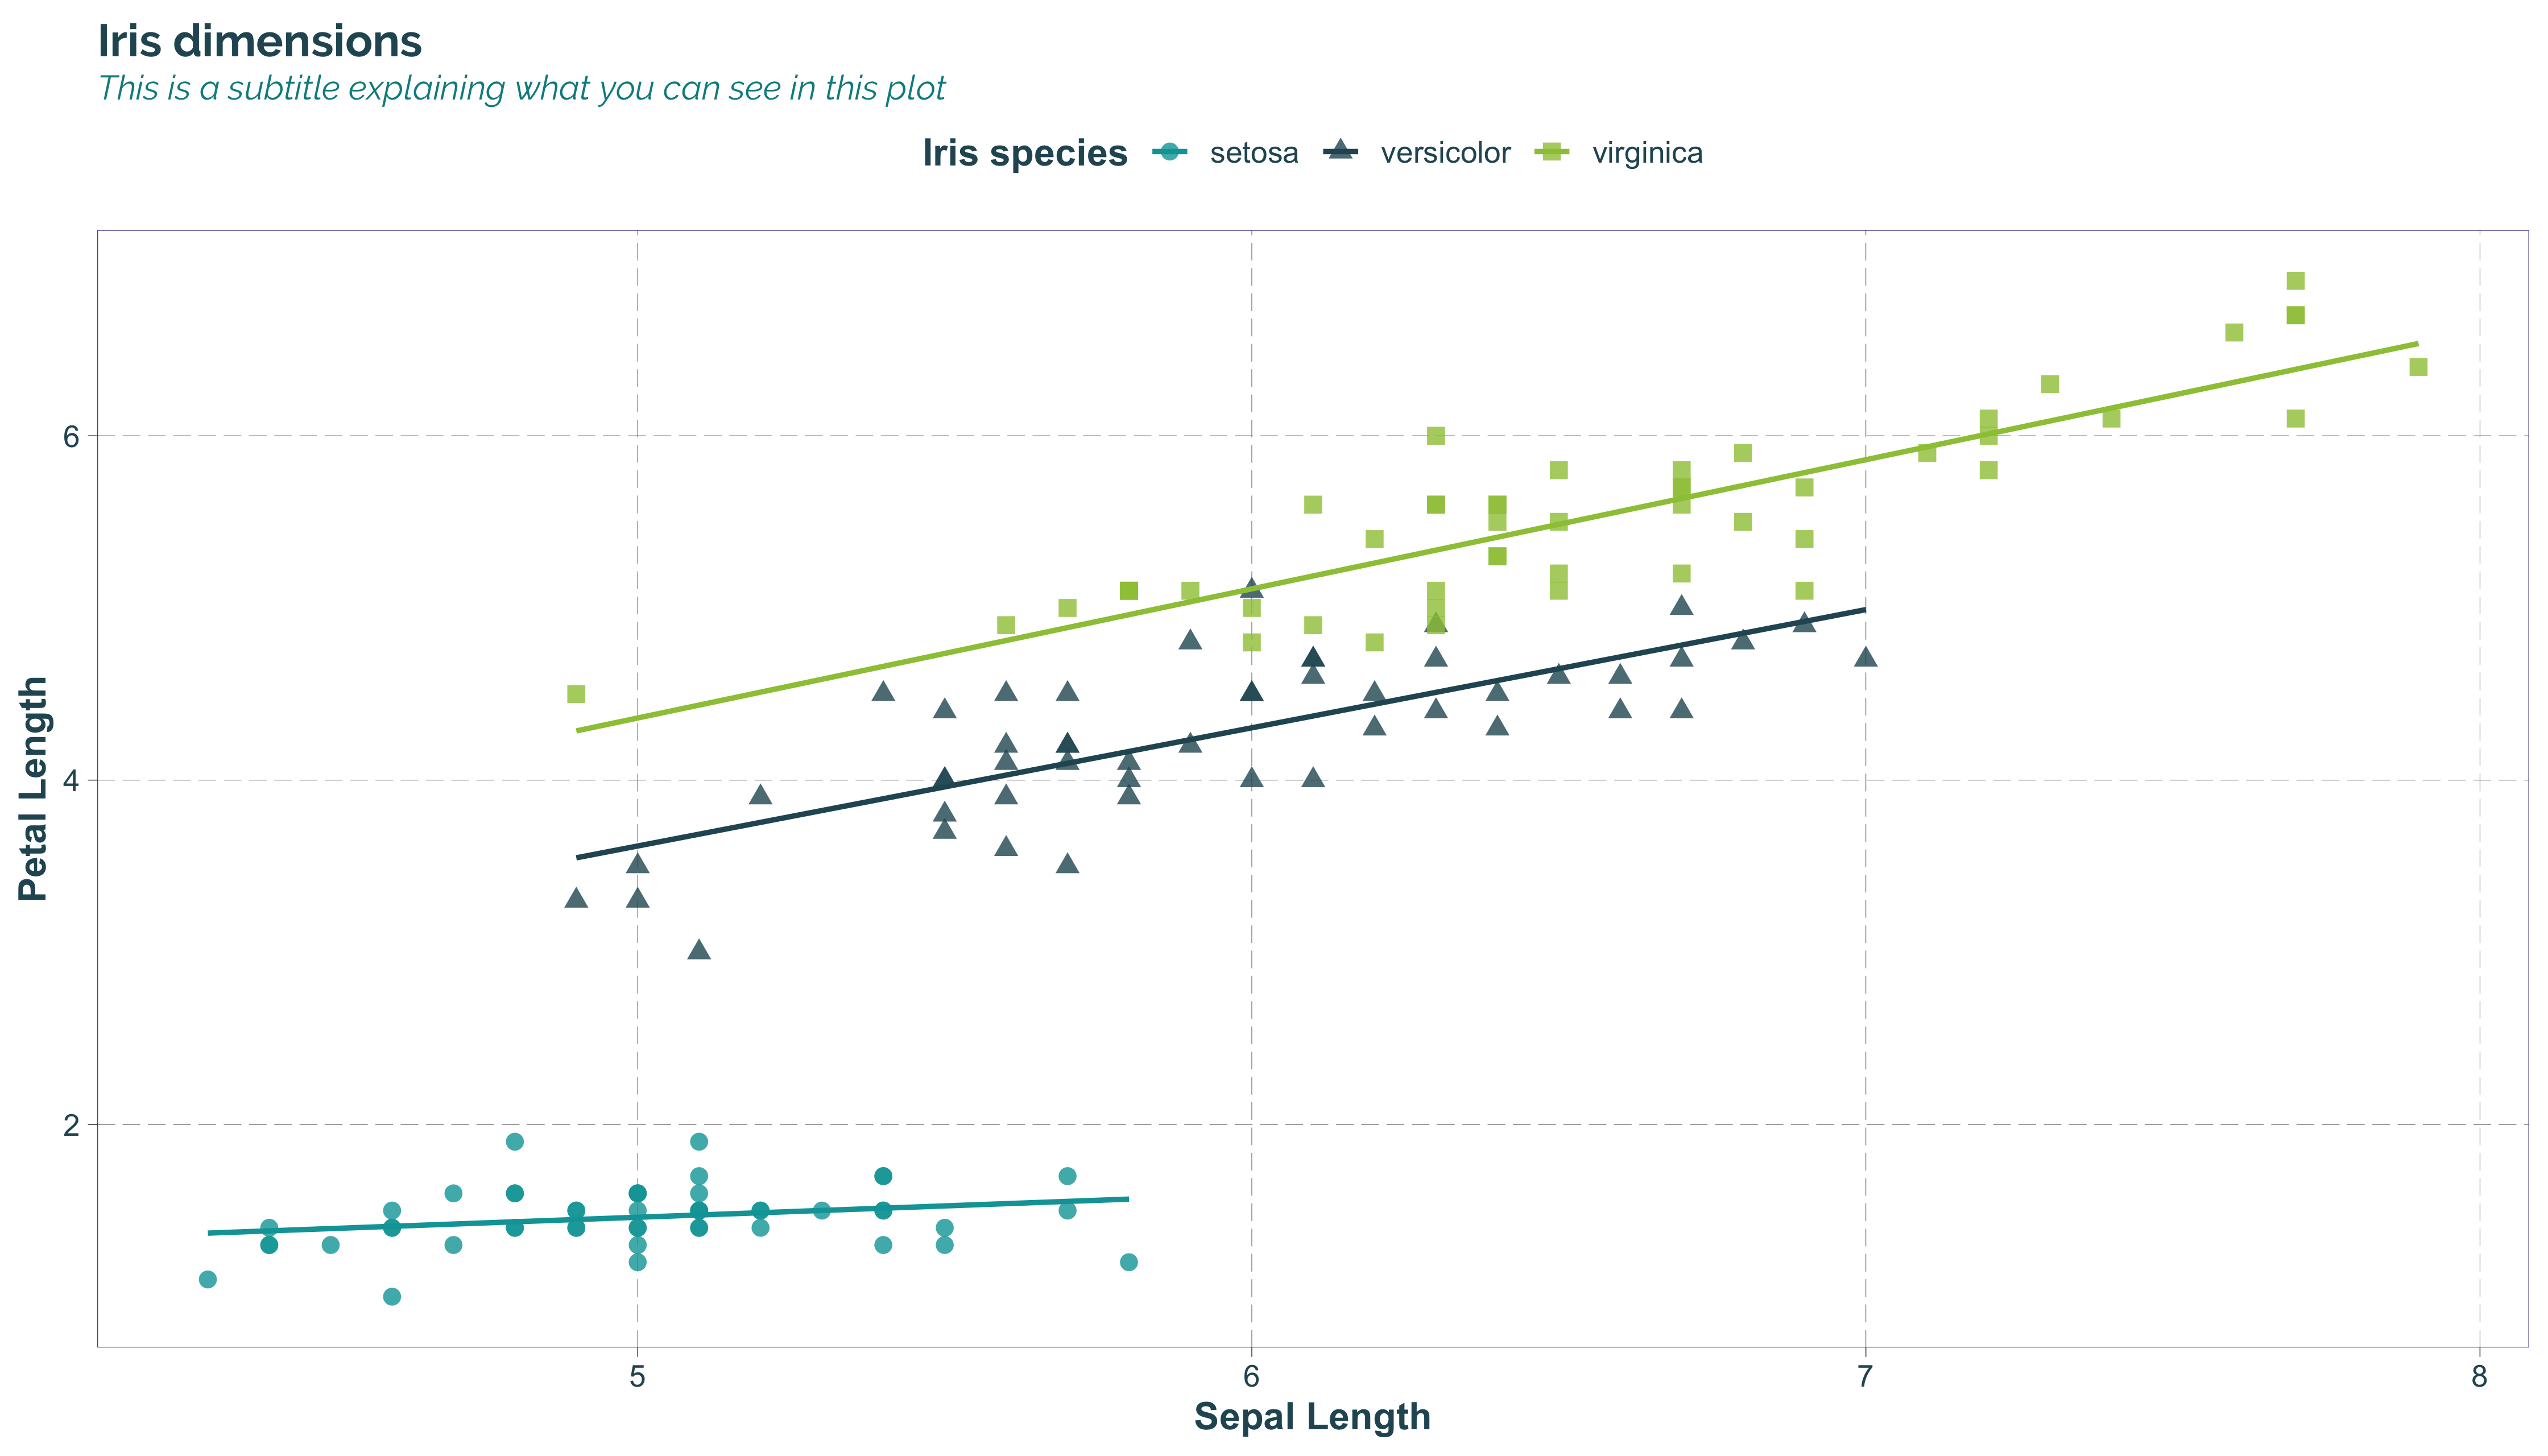 Iris dimensions
This is a subtitle explaining what you can see in this plot
Iris species setosa versicolor virginica
6
4
2
Petal Length
5 6 7 8
Sepal Length